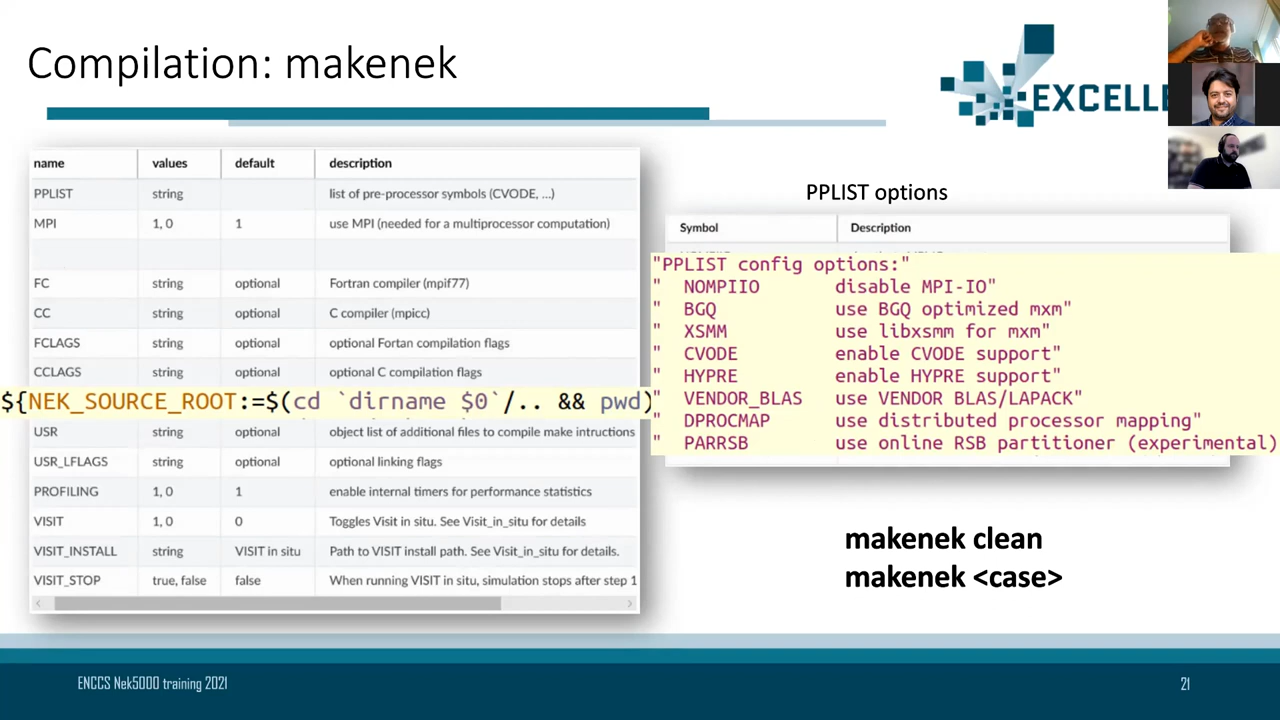 Compilation: makenek
EXCELLE
name values default description
PPLIST string list of pre-processor symbols (CVODE, ...)
MPI 1, 0 1 use MPI (needed for a multiprocessor computation)
FC string optional Fortran compiler (mpif77)
CC string optional C compiler (mpicc)
FCLAGS string optional optional Fortan compilation flags
CCLAGS string optional optional C compilation flags
${NEK_SOURCE_ROOT:=$(cd `dirname $0`/.. && pwd)
USR string optional object list of additional files to compile make intructions
USR_LFLAGS string optional optional linking flags
PROFILING 1, 0 1 enable internal timers for performance statistics
VISIT 1, 0 0 Toggles Visit in situ. See Visit_in_situ for details
VISIT_INSTALL string VISIT in situ Path to VISIT install path. See Visit_in_situ for details.
VISIT_STOP true, false false When running VISIT in situ, simulation stops after step 1
PPLIST options
Symbol Description
"PPLIST config options:"
" NOMPIIO disable MPI-IO"
" BGQ use BGQ optimized mxm"
" XSMM use libxsmm for mxm"
" CVODE enable CVODE support"
" HYPRE enable HYPRE support"
" VENDOR_BLAS use VENDOR BLAS/LAPACK"
" DPROCMAP use distributed processor mapping"
" PARRSB use online RSB partitioner (experimental)
makenek clean
makenek <case>
ENCCS Nek5000 training 2021
21